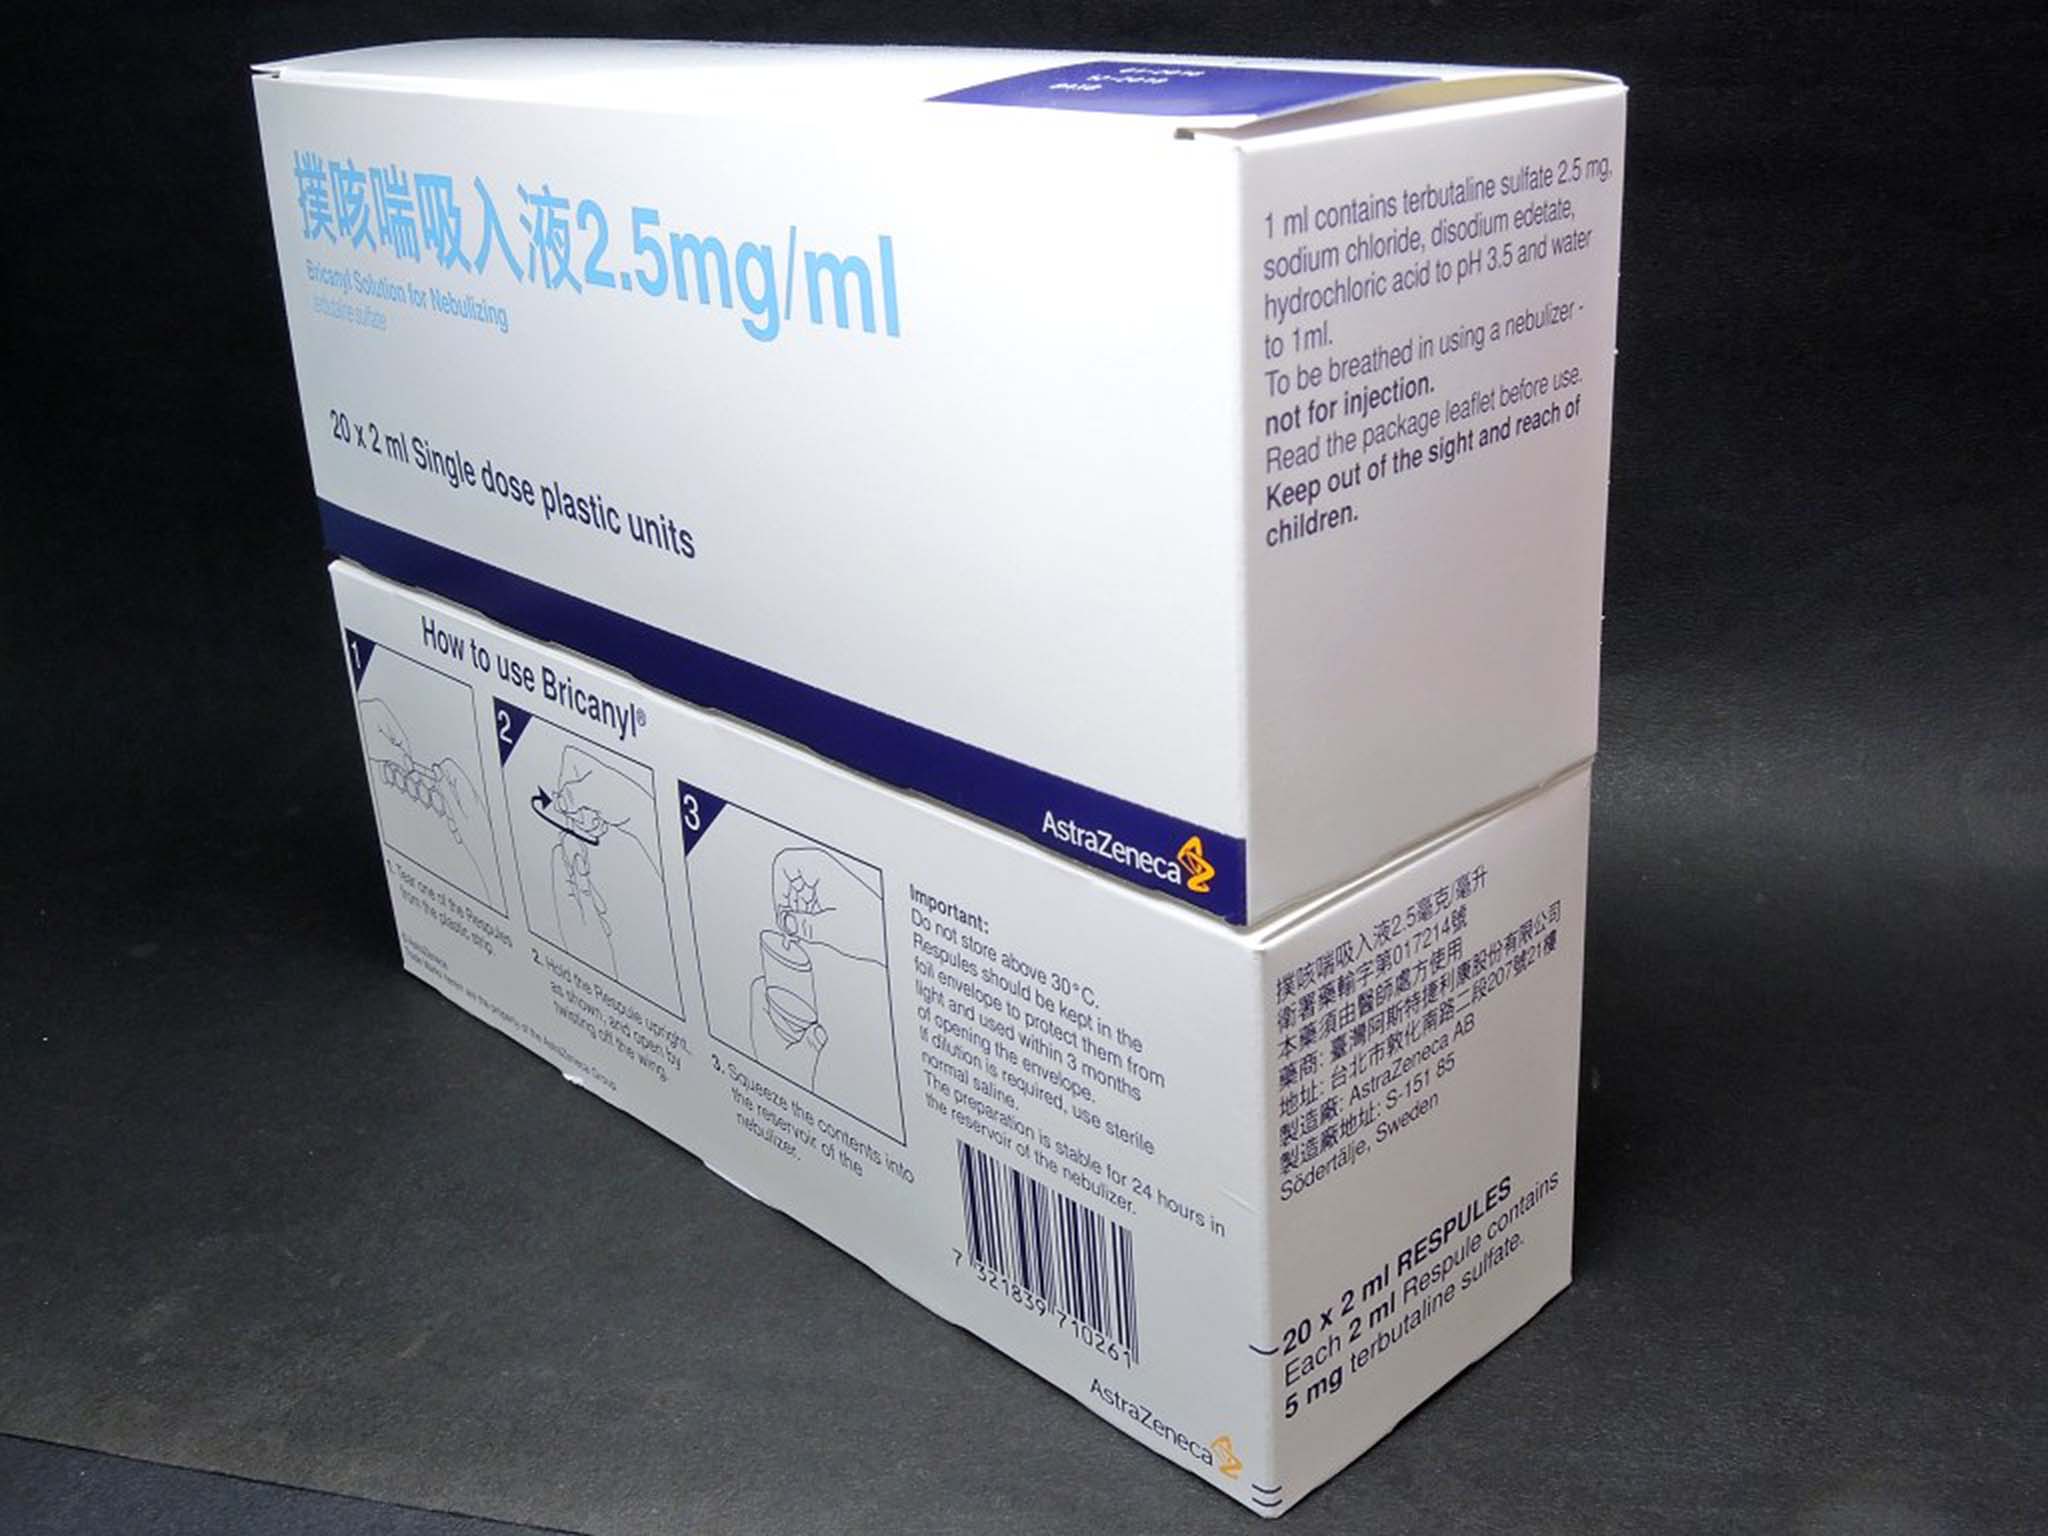 撲咳喘吸入液2.5mg/ml
Bricanyl Solution for Nebulizing
terbutaline sulfate
20 x 2 ml Single dose plastic units
AstraZeneca
1 ml contains terbutaline sulfate 2.5 mg,
sodium chloride, disodium edetate,
hydrochloric acid to pH 3.5 and water
to 1ml.
To be breathed in using a nebulizer -
not for injection.
Read the package leaflet before use.
Keep out of the sight and reach of
children.
How to use Bricanyl®
1
2
3
1. Tear one of the Respules
from the plastic strip.
2. Hold the Respule upright
as shown, and open by
twisting off the wing.
3. Squeeze the contents into
the reservoir of the
nebulizer.
Trade Marks herein are the property of the AstraZeneca Group
Important:
Do not store above 30°C.
Respules should be kept in the
foil envelope to protect them from
light and used within 3 months
of opening the envelope.
If dilution is required, use sterile
normal saline.
The preparation is stable for 24 hours in
the reservoir of the nebulizer.
7 321839 710261
AstraZeneca
撲咳喘吸入液2.5毫克/毫升
衛署藥輸字第017214號
本藥須由醫師處方使用
藥商: 臺灣阿斯特捷利康股份有限公司
地址: 台北市敦化南路二段207號21樓
製造廠: AstraZeneca AB
製造廠地址: S-151 85
Södertälje, Sweden
20 x 2 ml RESPULES
Each 2 ml Respule contains
5 mg terbutaline sulfate.